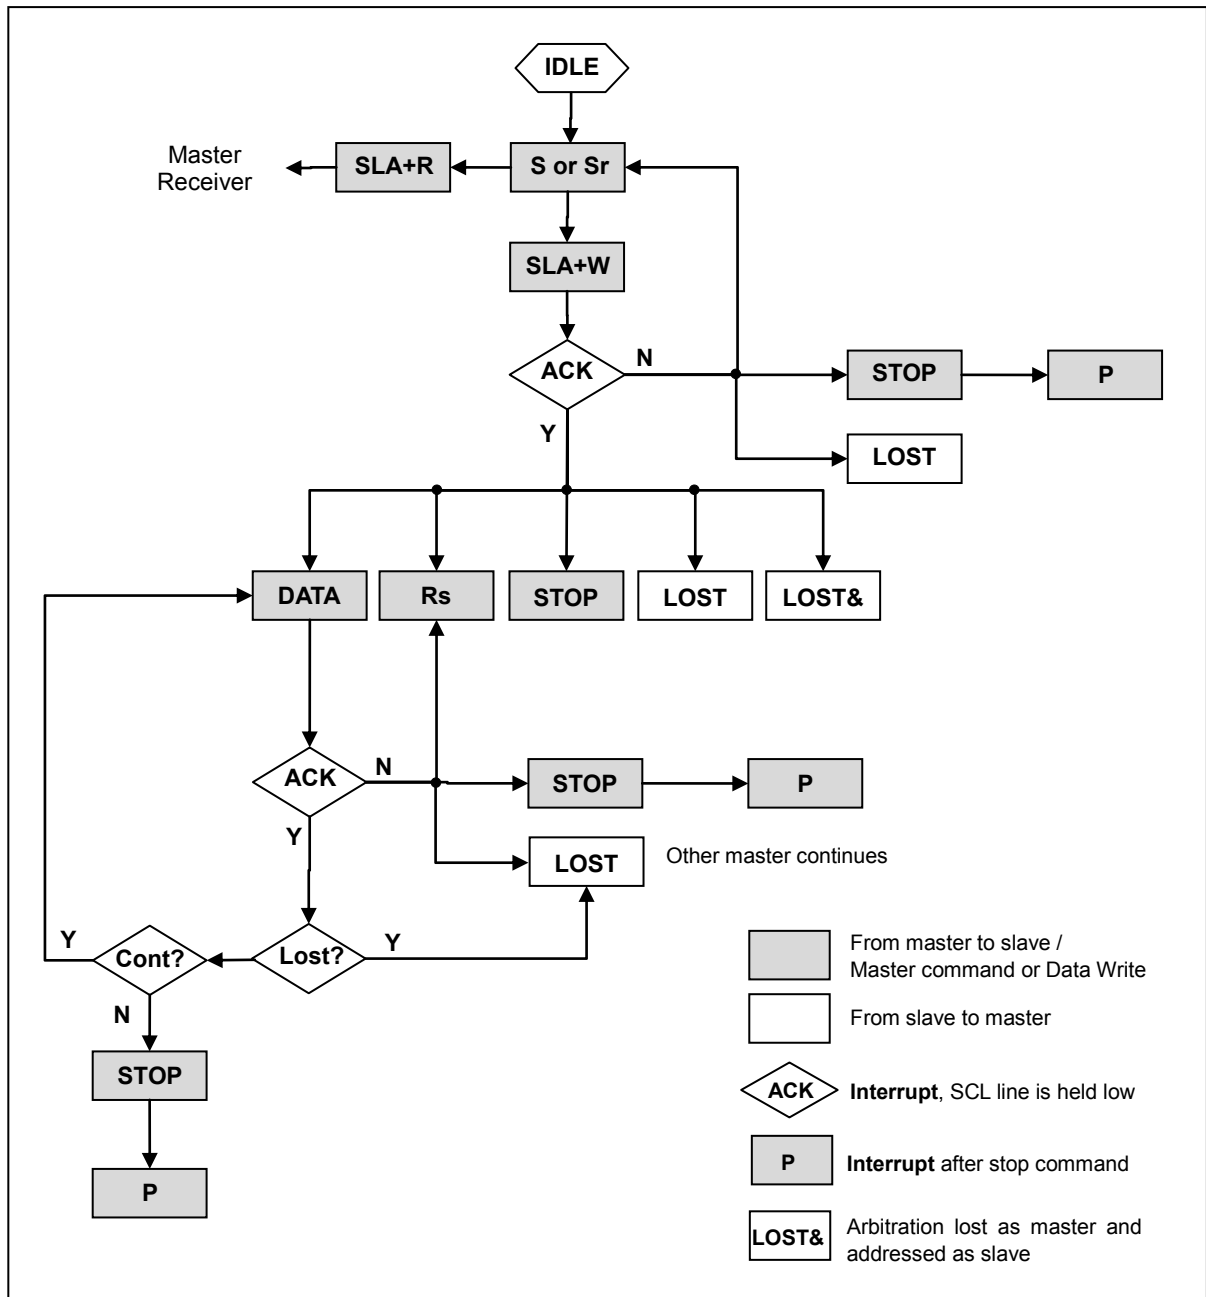 IDLE
Master
Receiver
SLA+R
S or Sr
SLA+W
ACK
N
STOP
P
Y
LOST
DATA
Rs
STOP
LOST
LOST&
ACK
N
STOP
P
Y
LOST
Other master continues
Y
Cont?
Lost?
Y
N
STOP
P
From master to slave /
Master command or Data Write
From slave to master
ACK
Interrupt, SCL line is held low
P
Interrupt after stop command
LOST&
Arbitration lost as master and
addressed as slave